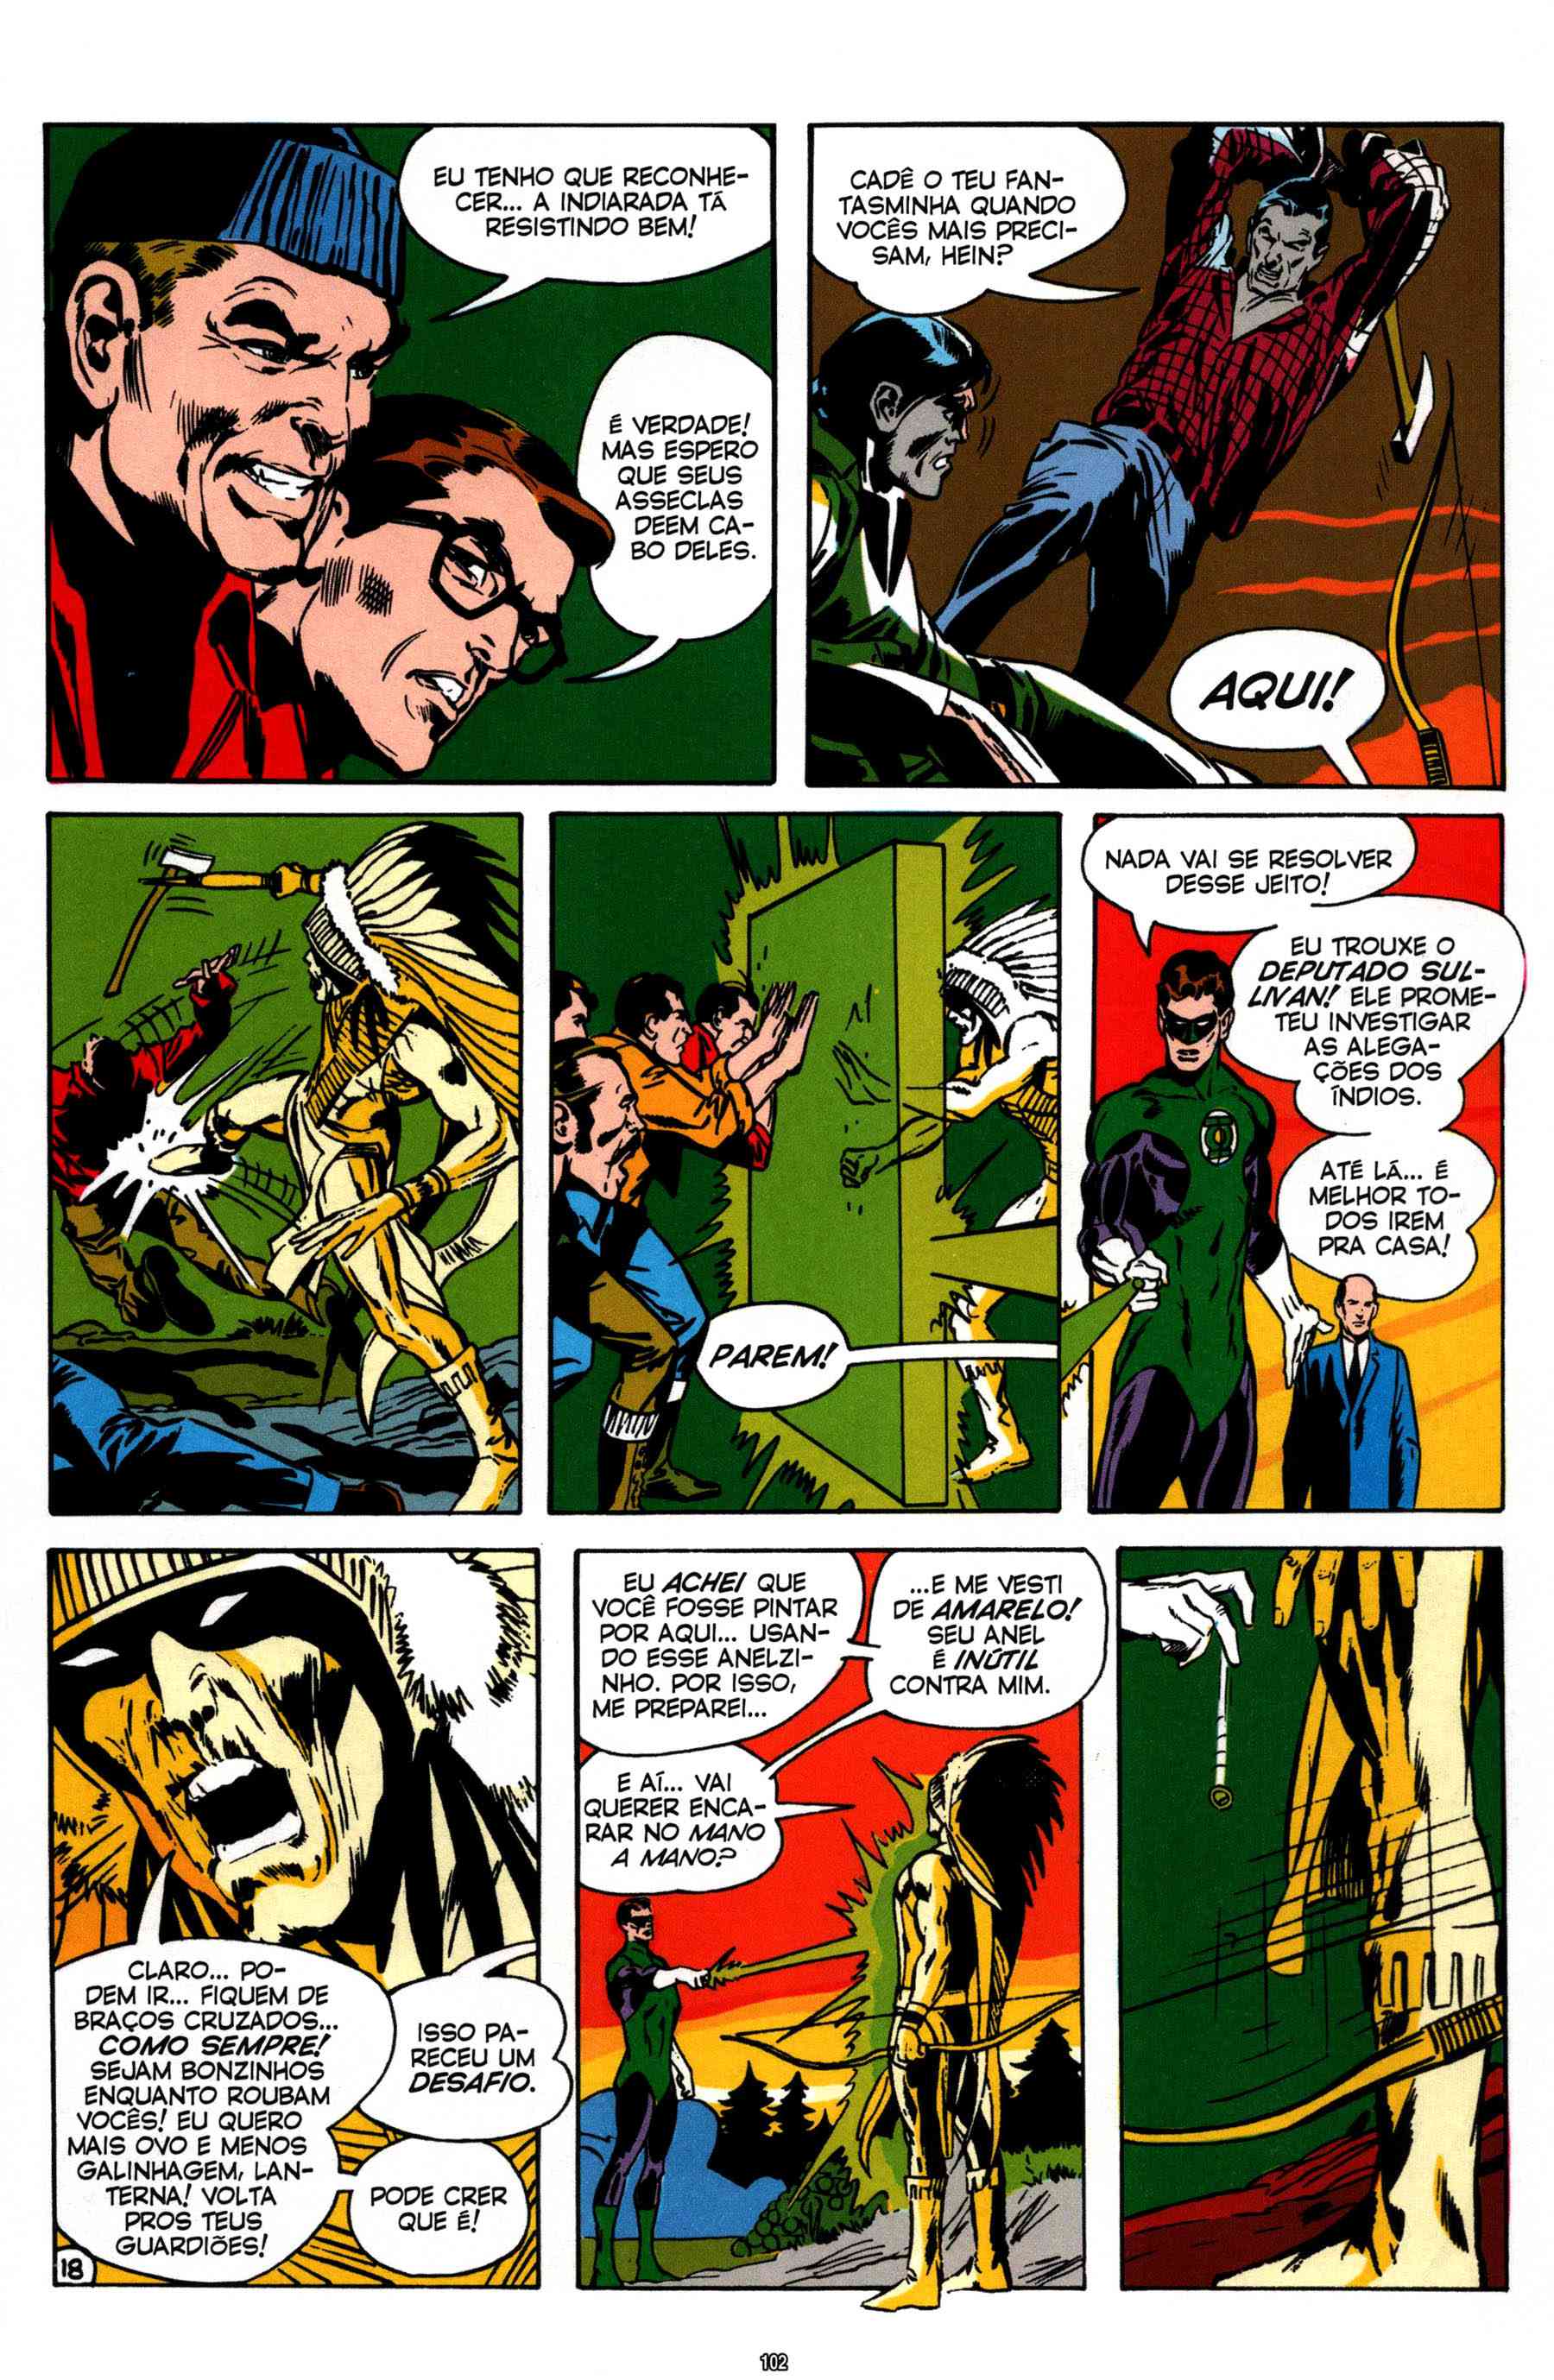 EU TENHO QUE RECONHE-
CER... A INDIARADA TÁ
RESISTINDO BEM!
É VERDADE!
MAS ESPERO
QUE SEUS
ASSECLAS
DEEM CA-
BO DELES.
CADÊ O TEU FAN-
TASMINHA QUANDO
VOCÊS MAIS PRECI-
SAM, HEIN?
AQUI!
PAREM!
NADA VAI SE RESOLVER
DESSE JEITO!
EU TROUXE O
DEPUTADO SUL-
LIVAN! ELE PROME-
TEU INVESTIGAR
AS ALEGA-
ÇÕES DOS
ÍNDIOS.
ATÉ LÁ... É
MELHOR TO-
DOS IREM
PRA CASA!
CLARO... PO-
DEM IR... FIQUEM DE
BRAÇOS CRUZADOS...
COMO SEMPRE!
SEJAM BONZINHOS
ENQUANTO ROUBAM
VOCÊS! EU QUERO
MAIS OVO E MENOS
GALINHAGEM, LAN-
TERNA! VOLTA
PROS TEUS
GUARDIÕES!
ISSO PA-
RECEU UM
DESAFIO.
PODE CRER
QUE É!
18
EU ACHEI QUE
VOCÊ FOSSE PINTAR
POR AQUI... USAN-
DO ESSE ANELZI-
NHO. POR ISSO,
ME PREPAREI...
...E ME VESTI
DE AMARELO!
SEU ANEL
É INÚTIL
CONTRA MIM.
E AÍ... VAI
QUERER ENCA-
RAR NO MANO
A MANO?
102